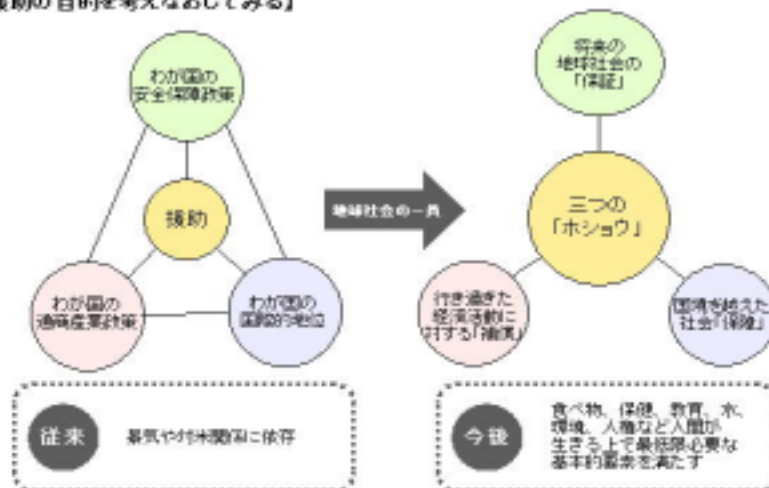 援助の目的を考えなおしてみる】
わが国の
安全保障政策
援助
わが国の
通商産業政策
わが国の
国際的地位
地球社会の一員
将来の
地球社会の
「保証」
三つの
「ホショウ」
行き過ぎた
経済活動に
対する「補償」
国境を越えた
社会「保障」
従来
景気や対米関係に依存
今後
食べ物、保健、教育、水、
環境、人権など人間が
生きる上で最低限必要な
基本的要素を満たす